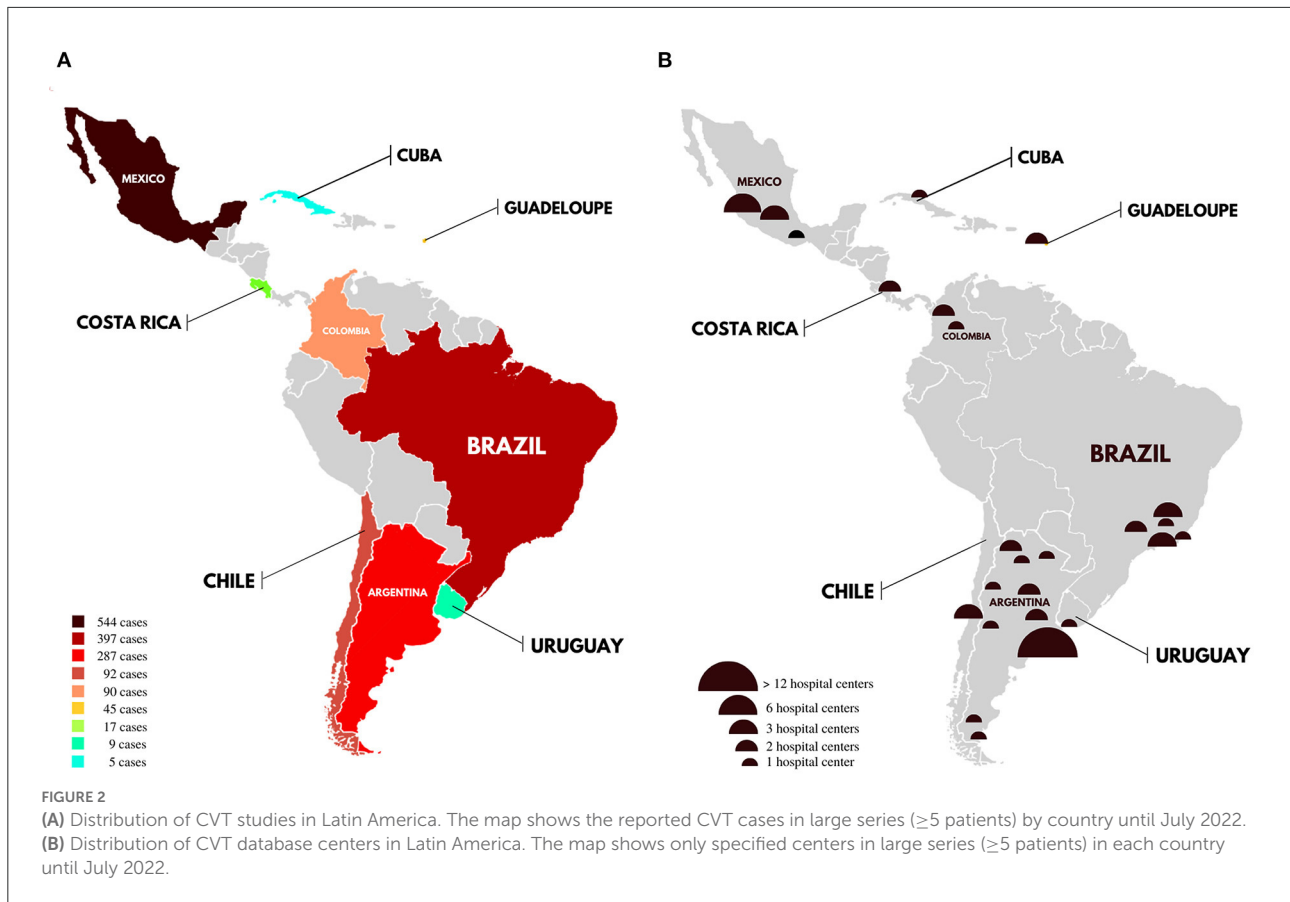 A
MEXICO
CUBA
GUADELOUPE
COSTA RICA
COLOMBIA
BRAZIL
CHILE
ARGENTINA
URUGUAY
544 cases
397 cases
287 cases
92 cases
90 cases
45 cases
17 cases
9 cases
5 cases
B
MEXICO
CUBA
GUADELOUPE
COSTA RICA
COLOMBIA
BRAZIL
CHILE
ARGENTINA
URUGUAY
> 12 hospital centers
6 hospital centers
3 hospital centers
2 hospital centers
1 hospital center
FIGURE 2
(A) Distribution of CVT studies in Latin America. The map shows the reported CVT cases in large series (≥5 patients) by country until July 2022.
(B) Distribution of CVT database centers in Latin America. The map shows only specified centers in large series (≥5 patients) in each country
until July 2022.